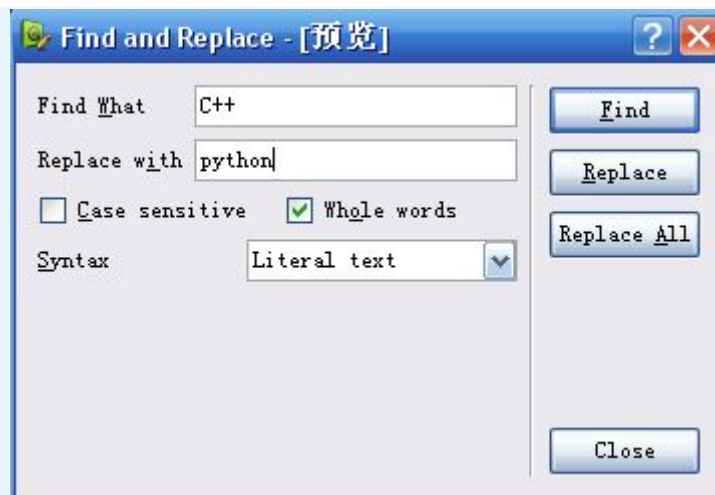 Find and Replace - [预览]
Find What C++
Replace with python
Case sensitive Whole words
Syntax Literal text
Find
Replace
Replace All
Close